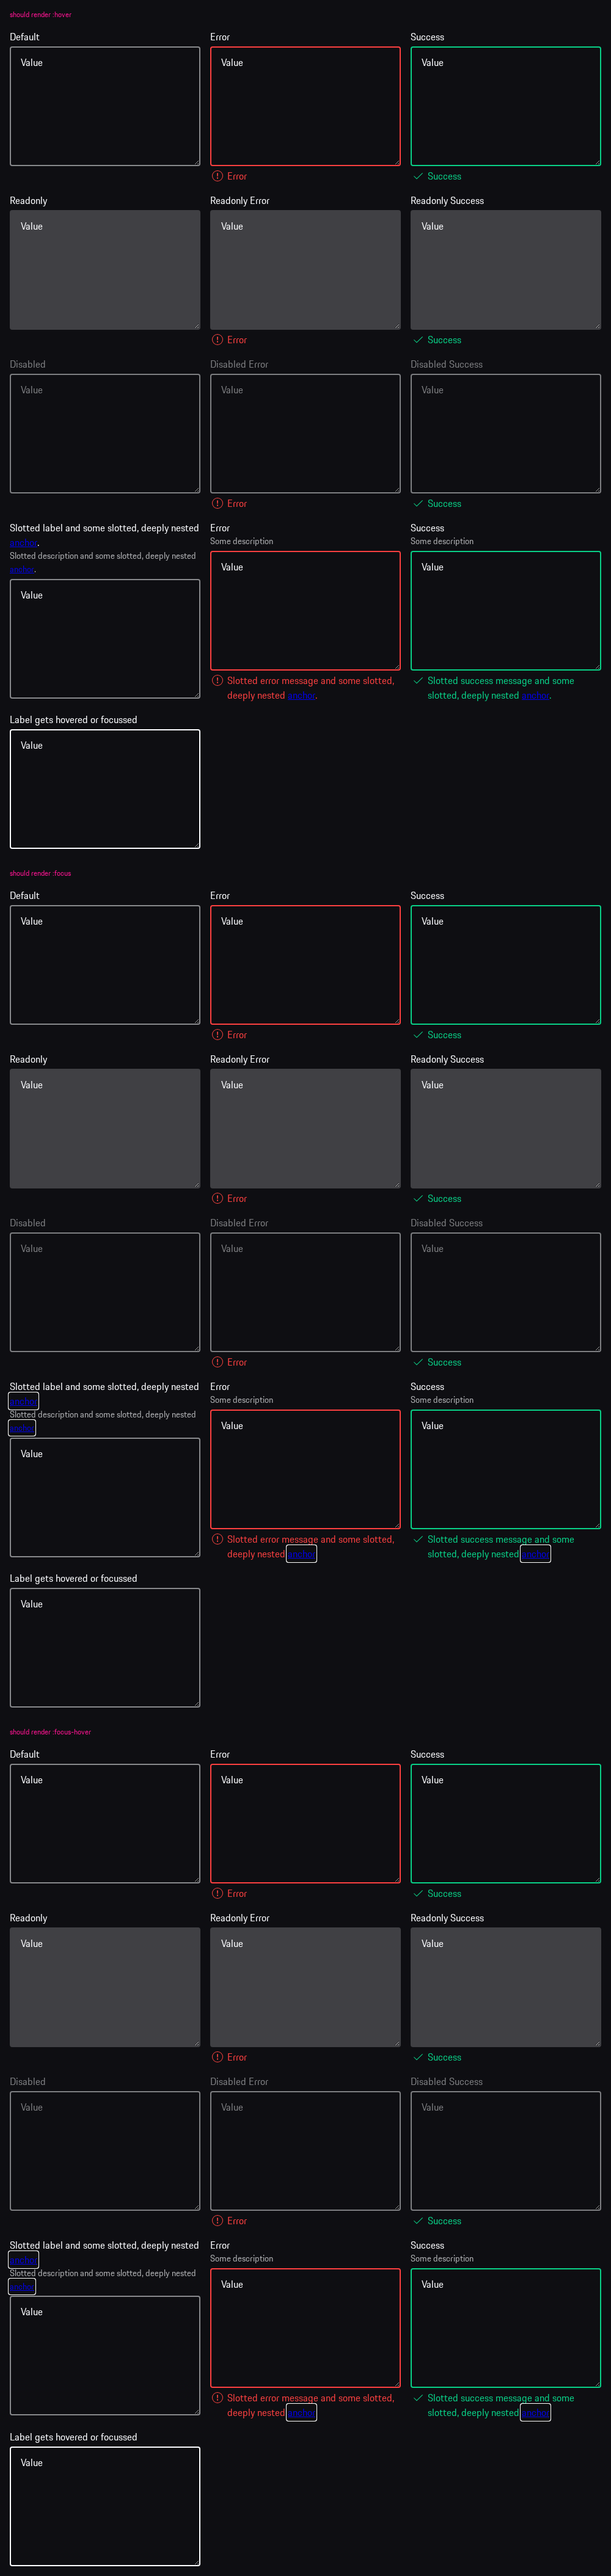 should render :hover
Default Error Success
Value Value Value
Error Success
Readonly Readonly Error Readonly Success
Value Value Value
Error Success
Disabled Disabled Error Disabled Success
Value Value Value
Error Success
Slotted label and some slotted, deeply nested Error Success
anchor. Some description Some description
Slotted description and some slotted, deeply nested Value Value
anchor.
Value
Slotted error message and some slotted, Slotted success message and some
deeply nested anchor. slotted, deeply nested anchor.
Label gets hovered or focussed
Value
should render :focus
Default Error Success
Value Value Value
Error Success
Readonly Readonly Error Readonly Success
Value Value Value
Error Success
Disabled Disabled Error Disabled Success
Value Value Value
Error Success
Slotted label and some slotted, deeply nested Error Success
anchor Some description Some description
Slotted description and some slotted, deeply nested Value Value
anchor
Value
Slotted error message and some slotted, Slotted success message and some
deeply nested anchor slotted, deeply nested anchor
Label gets hovered or focussed
Value
should render :focus-hover
Default Error Success
Value Value Value
Error Success
Readonly Readonly Error Readonly Success
Value Value Value
Error Success
Disabled Disabled Error Disabled Success
Value Value Value
Error Success
Slotted label and some slotted, deeply nested Error Success
anchor Some description Some description
Slotted description and some slotted, deeply nested Value Value
anchor
Value
Slotted error message and some slotted, Slotted success message and some
deeply nested anchor slotted, deeply nested anchor
Label gets hovered or focussed
Value